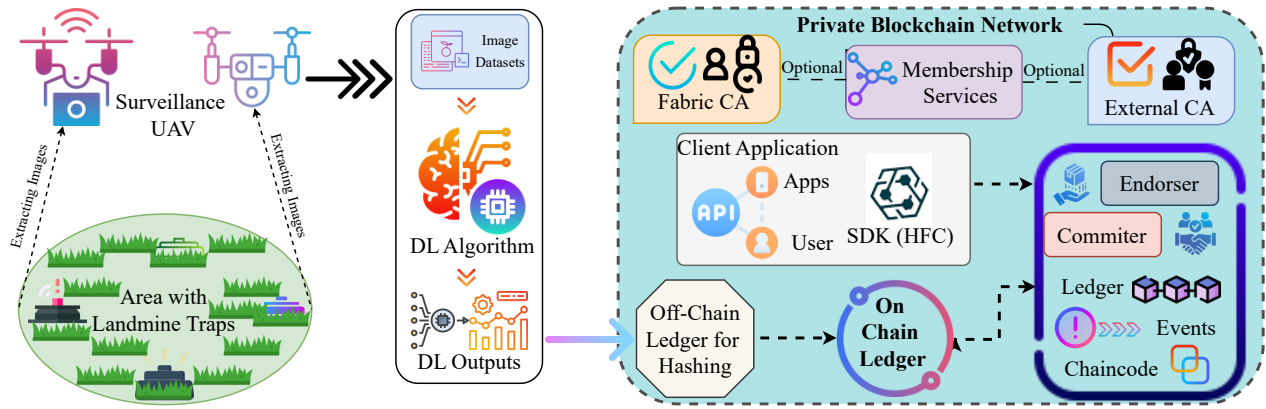 Surveillance
UAV
Extracting Images
Extracting Images
Area with
Landmine Traps
Image
Datasets
DL Algorithm
DL Outputs
Private Blockchain Network
Fabric CA
Optional
Membership
Services
Optional
External CA
Client Application
API
Apps
User
SDK (HFC)
Endorser
Commiter
Ledger
Events
Chaincode
Off-Chain
Ledger for
Hashing
On
Chain
Ledger